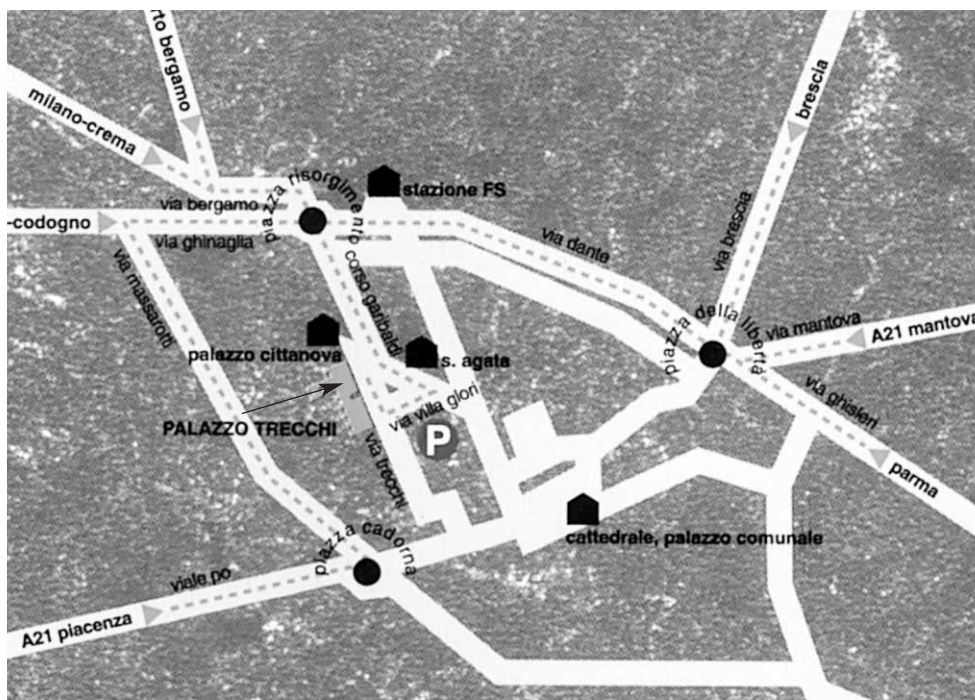 rto bergamo
milano-crema
brescia
piazza risorgimento
stazione FS
via bergamo
-codogno
via ghinaglia
via dante
via brescia
via massarotti
corso garibaldi
piazza della libertà
via mantova
A21 mantova
palazzo cittanova
s. agata
via ghisleri
via villa glori
PALAZZO TRECCHI
P
via trecchi
parma
piazza cadorna
cattedrale, palazzo comunale
viale po
A21 piacenza